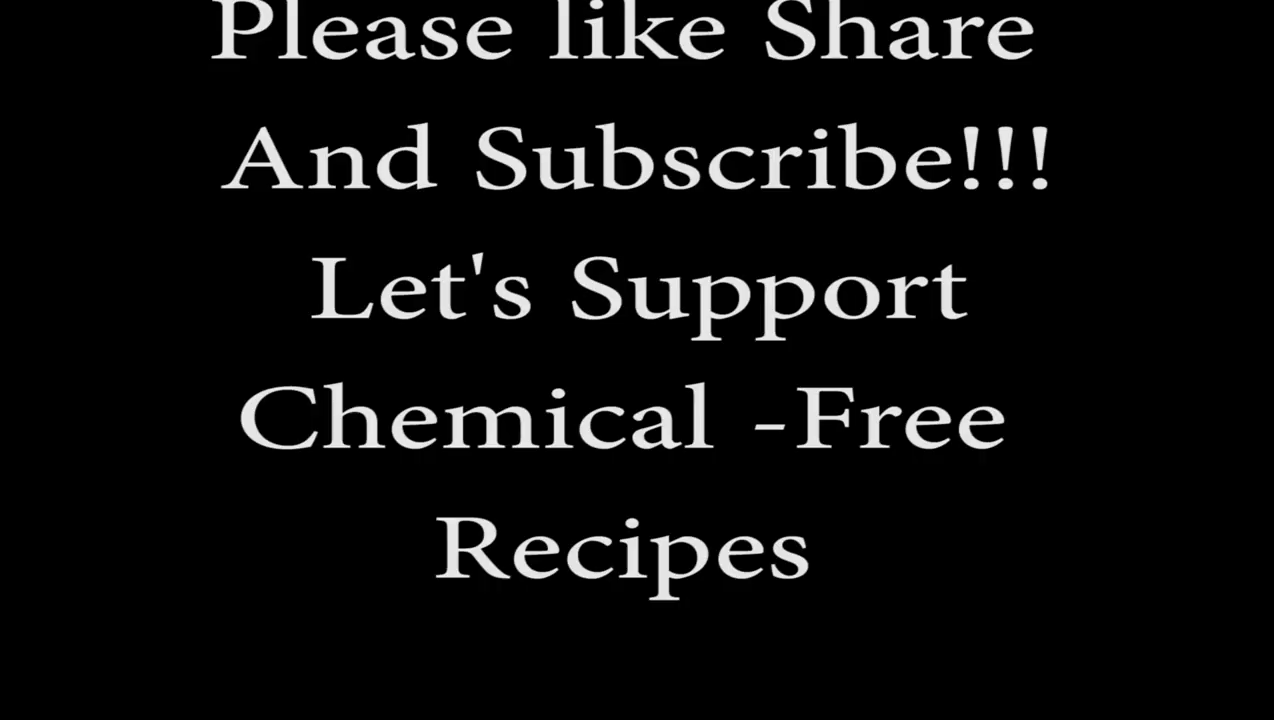 Please like Share
And Subscribe!!!
Let's Support
Chemical -Free
Recipes